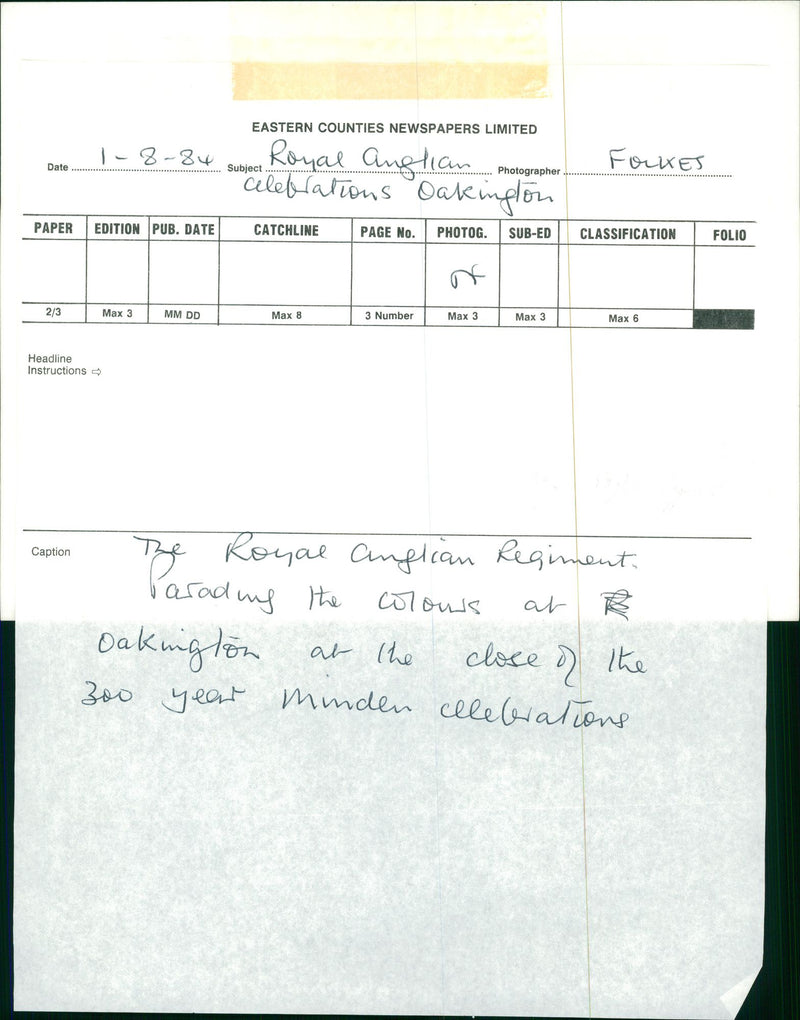 EASTERN COUNTIES NEWSPAPERS LIMITED
Date 1-8-84 Subject Royal Anglian Photographer FOLKES
celebrations Oakington
PAPER EDITION PUB. DATE CATCHLINE PAGE No. PHOTOG. SUB-ED CLASSIFICATION FOLIO
2/3 Max 3 MM DD Max 8 3 Number Max 3 Max 3 Max 6
Headline
Instructions ⇨
Caption The Royal Anglian Regiment.
Parading the colours at
Oakington at the close of the
300 year Minden celebrations